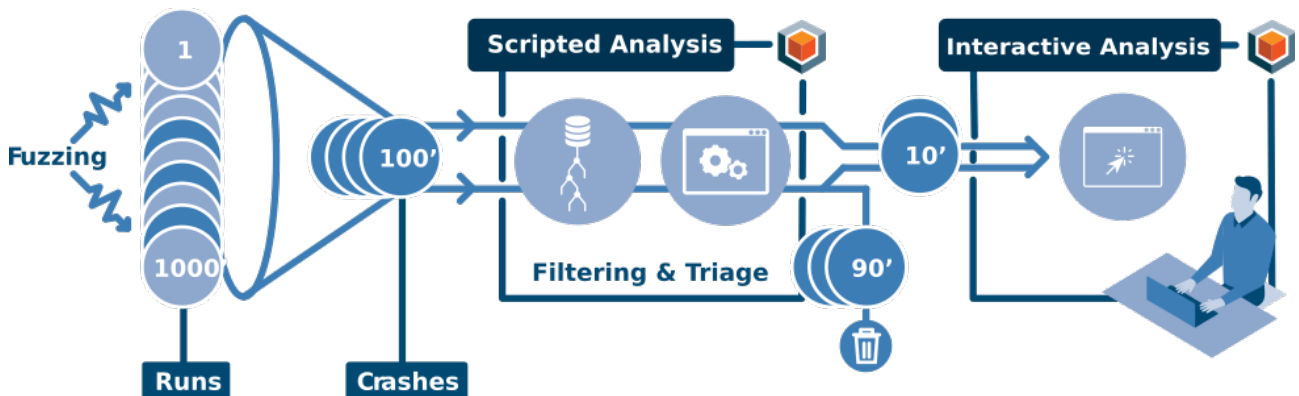 Fuzzing
1
1000’
Runs
100’
Crashes
Scripted Analysis
Filtering & Triage
90’
10’
Interactive Analysis